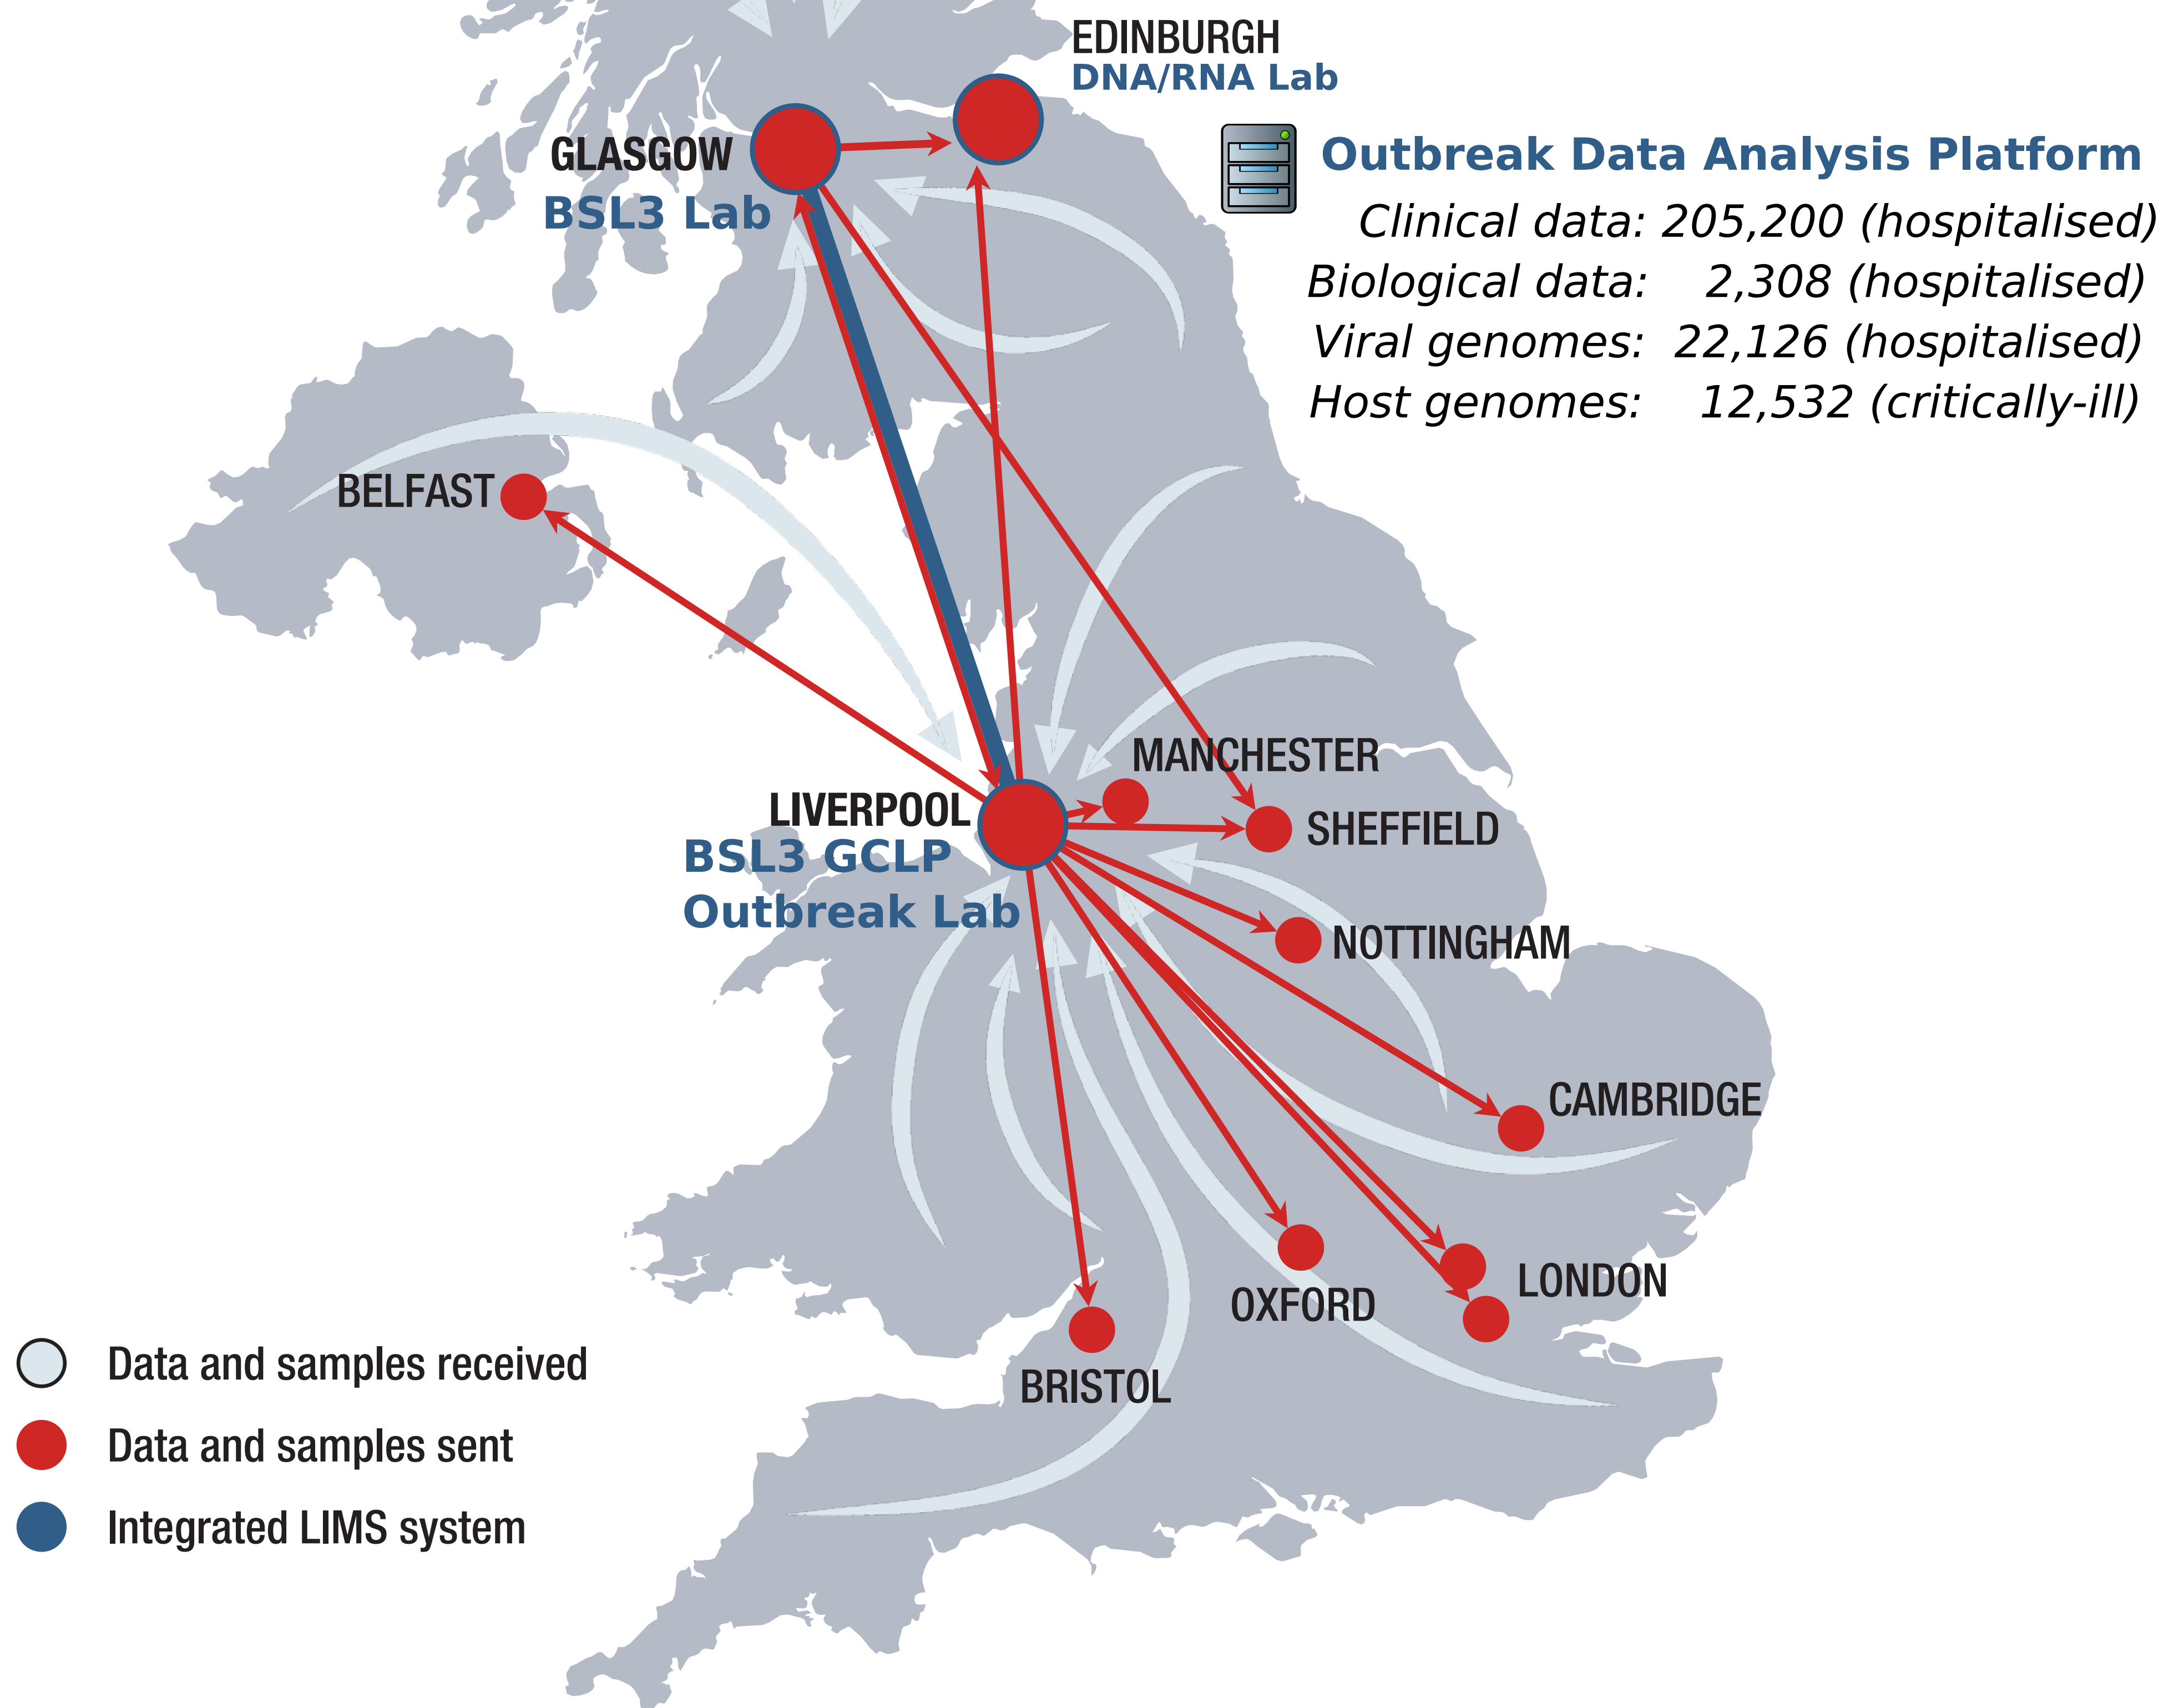 EDINBURGH
DNA/RNA Lab
GLASGOW
BSL3 Lab
Outbreak Data Analysis Platform
Clinical data: 205,200 (hospitalised)
Biological data: 2,308 (hospitalised)
Viral genomes: 22,126 (hospitalised)
Host genomes: 12,532 (critically-ill)
BELFAST
MANCHESTER
LIVERPOOL
BSL3 GCLP
Outbreak Lab
SHEFFIELD
NOTTINGHAM
CAMBRIDGE
LONDON
OXFORD
BRISTOL
Data and samples received
Data and samples sent
Integrated LIMS system